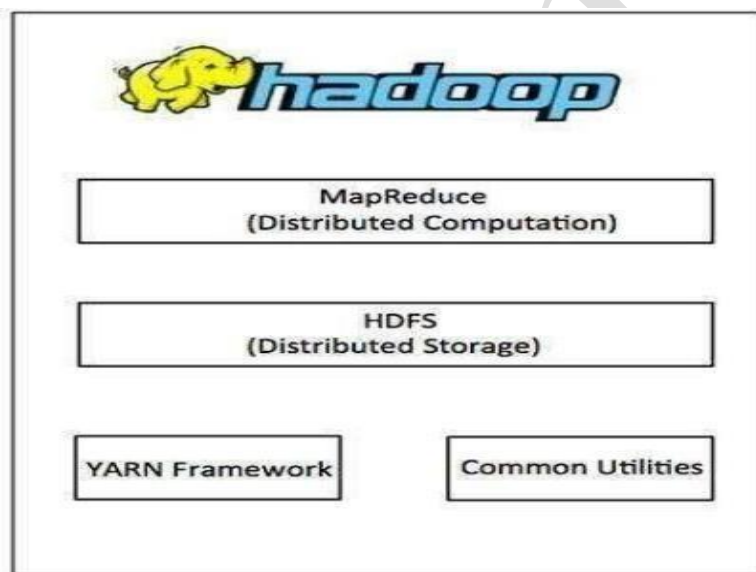 hadoop
MapReduce
(Distributed Computation)
HDFS
(Distributed Storage)
YARN Framework
Common Utilities